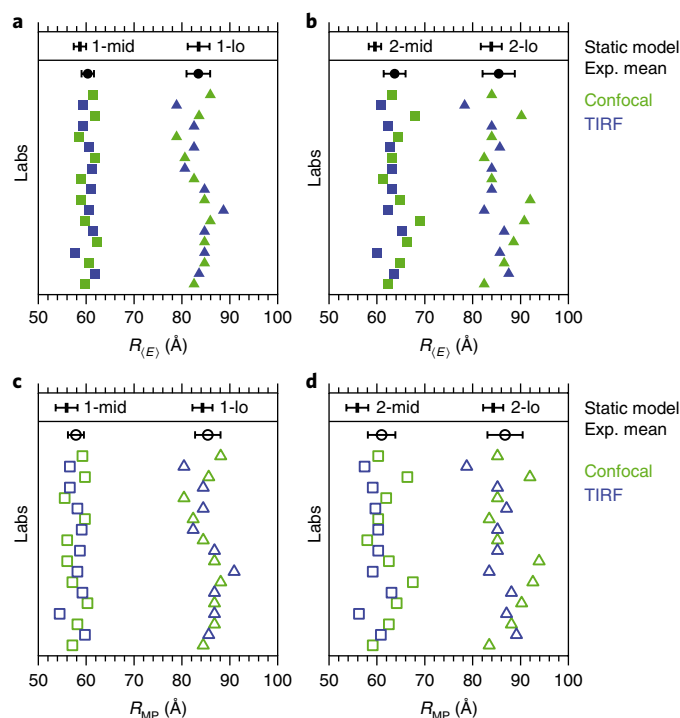 a
b
1-mid 1-lo
2-mid 2-lo
Static model
Exp. mean
Confocal
TIRF
Labs
Labs
50 60 70 80 90 100
50 60 70 80 90 100
R⟨E⟩ (Å)
R⟨E⟩ (Å)
c
d
1-mid 1-lo
2-mid 2-lo
Static model
Exp. mean
Confocal
TIRF
Labs
Labs
50 60 70 80 90 100
50 60 70 80 90 100
RMP (Å)
RMP (Å)